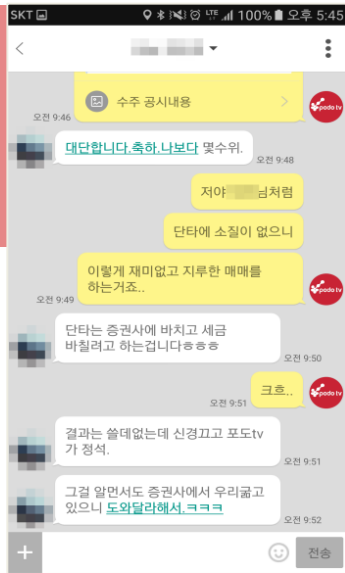 SKT LTE 100% 오후 5:45
수주 공시내용
오전 9:46
podo tv
대단합니다.축하.나보다 몇수위.
오전 9:48
저야 님처럼
단타에 소질이 없으니
이렇게 재미없고 지루한 매매를
하는거죠..
오전 9:49
podo tv
단타는 증권사에 바치고 세금
바칠려고 하는겁니다ㅎㅎㅎ
오전 9:50
크흐..
오전 9:51
podo tv
결과는 쓸데없는데 신경끄고 포도tv
가 정석.
오전 9:51
그걸 알면서도 증권사에서 우리굶고
있으니 도와달라해서.ㅋㅋㅋ
오전 9:52
전송